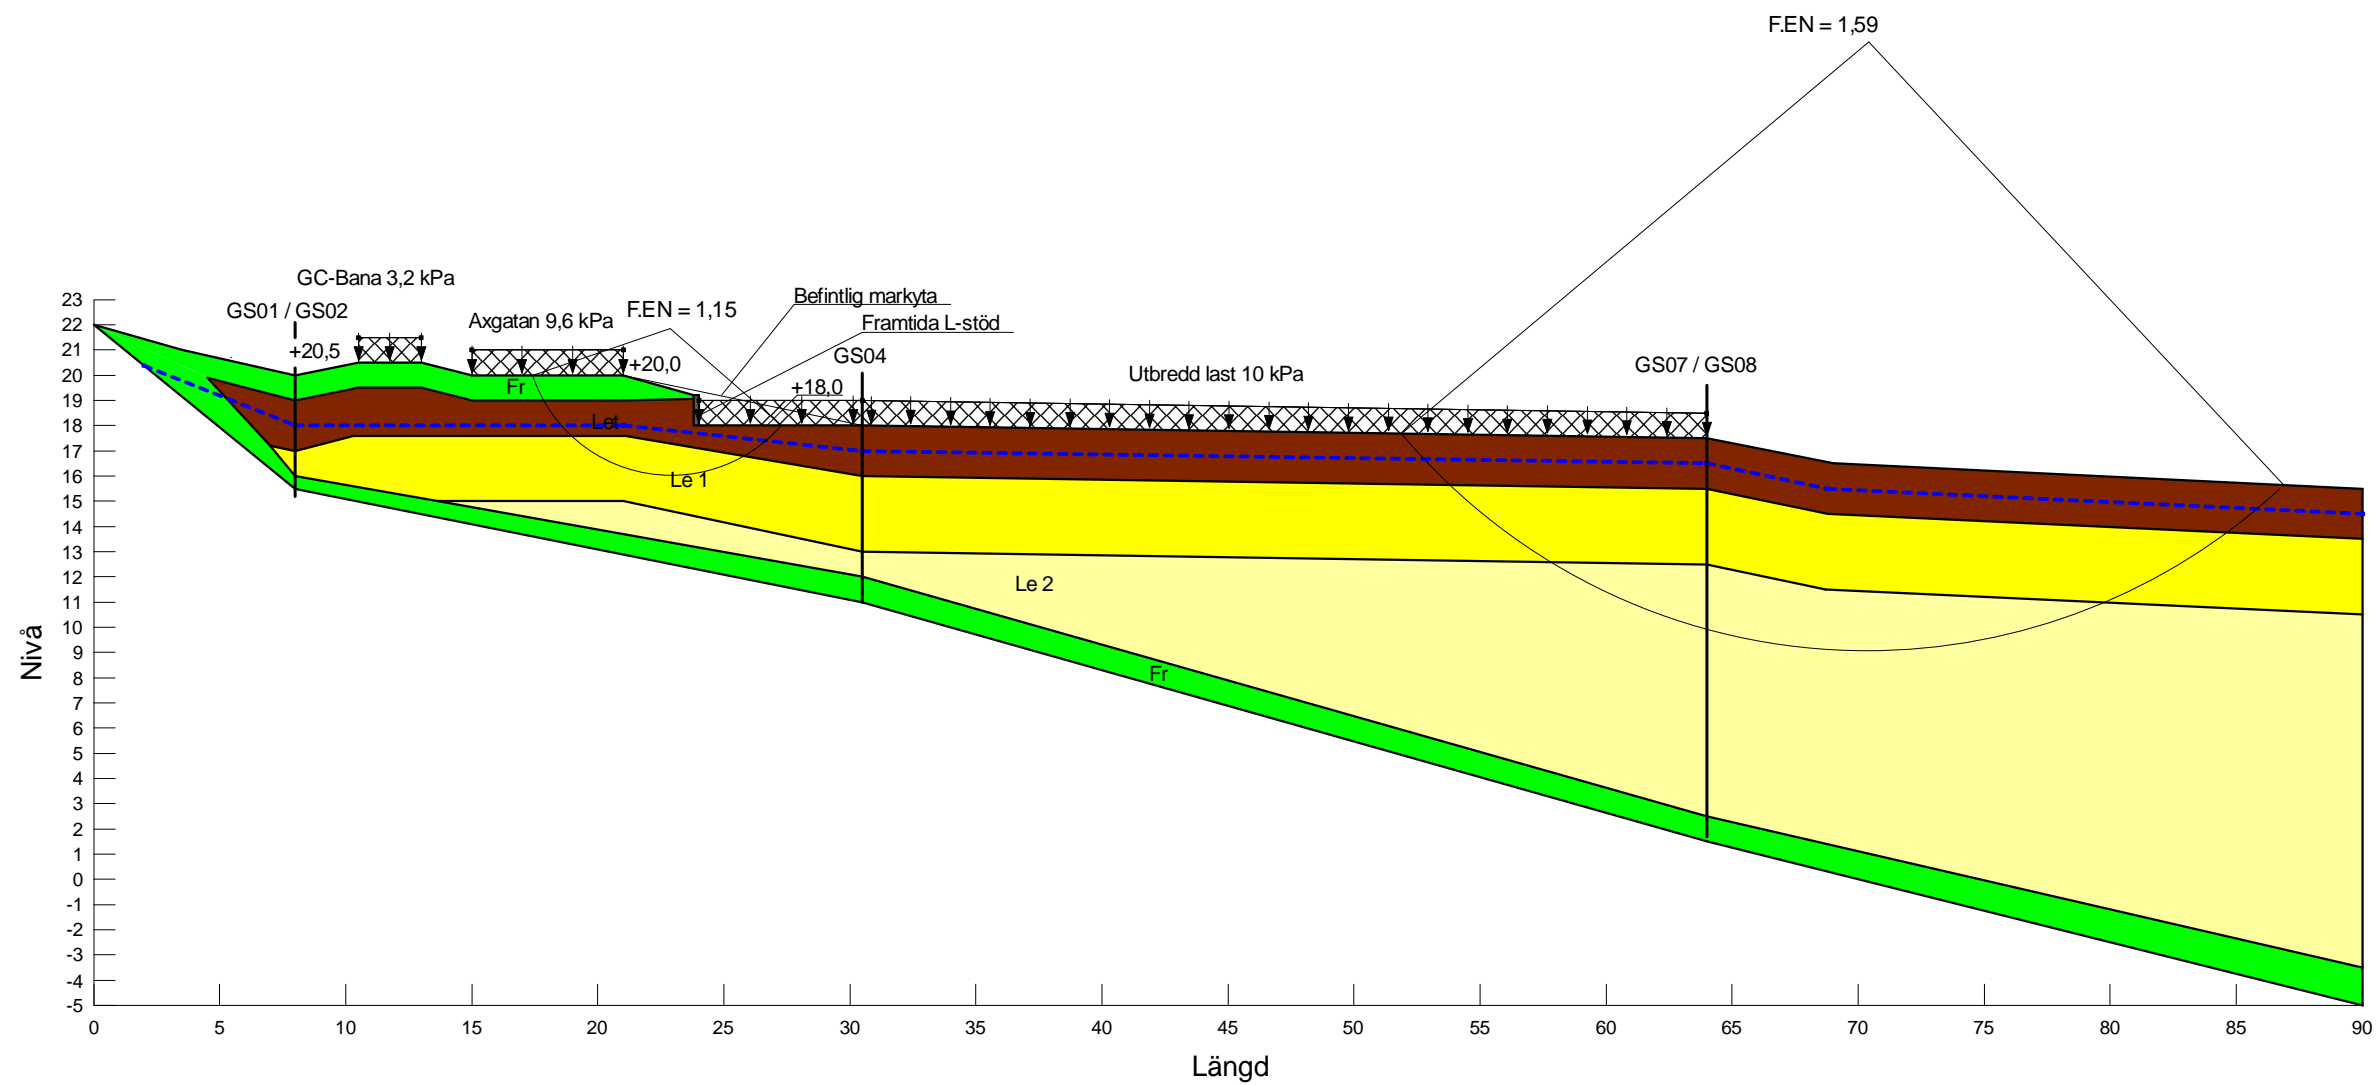 F.EN = 1,59
GC-Bana 3,2 kPa
GS01 / GS02
Axgatan 9,6 kPa
F.EN = 1,15
Befintlig markyta
Framtida L-stöd
+20,5
+20,0
GS04
+18,0
Utbredd last 10 kPa
GS07 / GS08
Fr
Let
Le 1
Le 2
Fr
Nivå
23
22
21
20
19
18
17
16
15
14
13
12
11
10
9
8
7
6
5
4
3
2
1
0
-1
-2
-3
-4
-5
0 5 10 15 20 25 30 35 40 45 50 55 60 65 70 75 80 85 90
Längd